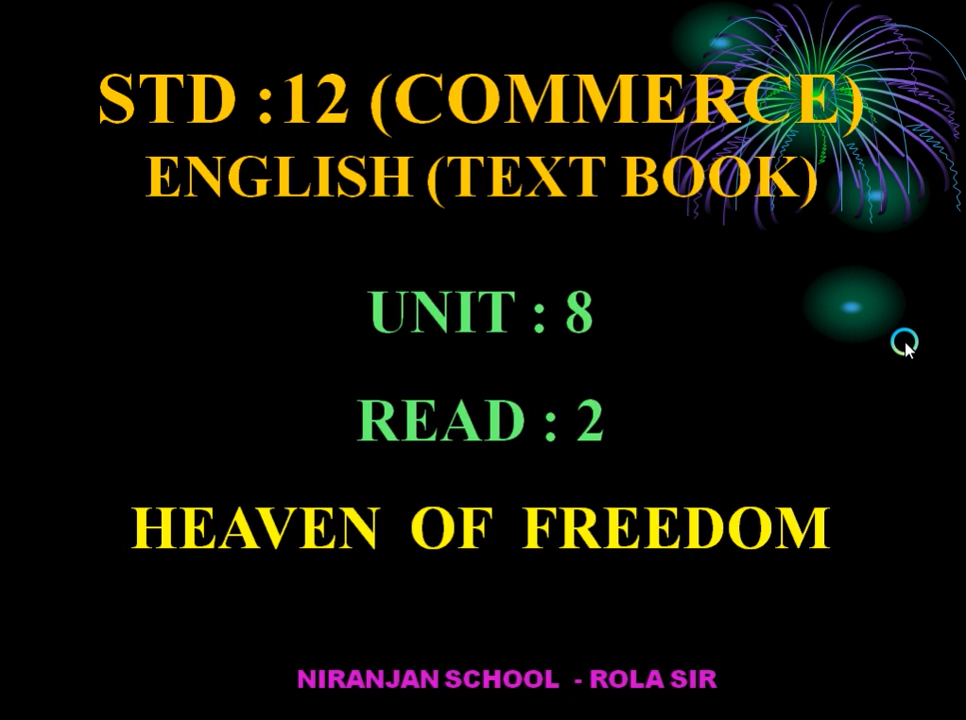 STD :12 (COMMERCE)
ENGLISH (TEXT BOOK)
UNIT : 8
READ : 2
HEAVEN OF FREEDOM
NIRANJAN SCHOOL - ROLA SIR